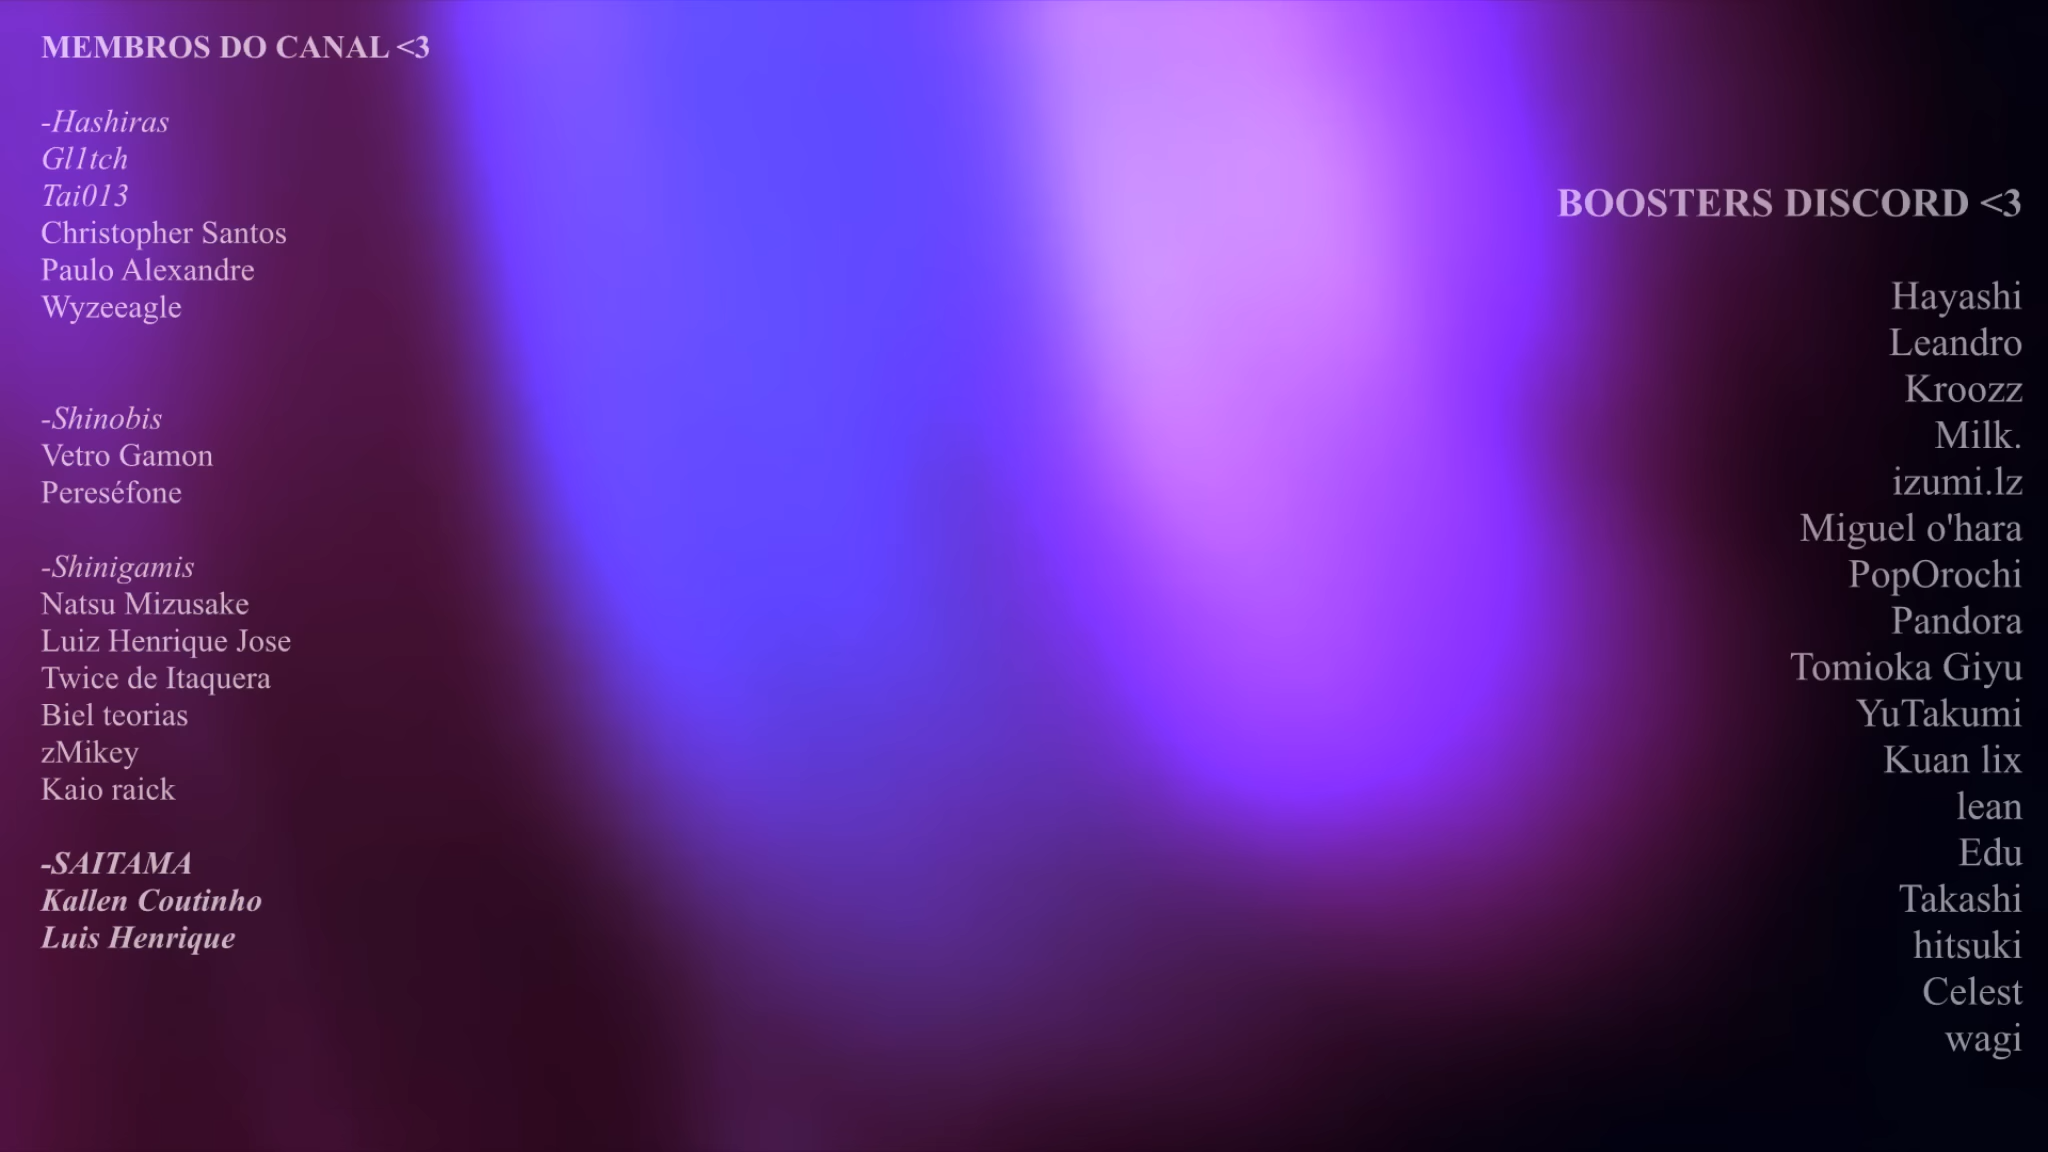 MEMBROS DO CANAL <3
-Hashiras
Gl1tch
Tai013
Christopher Santos
Paulo Alexandre
Wyzeeagle
-Shinobis
Vetro Gamon
Pereséfone
-Shinigamis
Natsu Mizusake
Luiz Henrique Jose
Twice de Itaquera
Biel teorias
zMikey
Kaio raick
-SAITAMA
Kallen Coutinho
Luis Henrique
BOOSTERS DISCORD <3
Hayashi
Leandro
Kroozz
Milk.
izumi.lz
Miguel o'hara
PopOrochi
Pandora
Tomioka Giyu
YuTakumi
Kuan lix
lean
Edu
Takashi
hitsuki
Celest
wagi